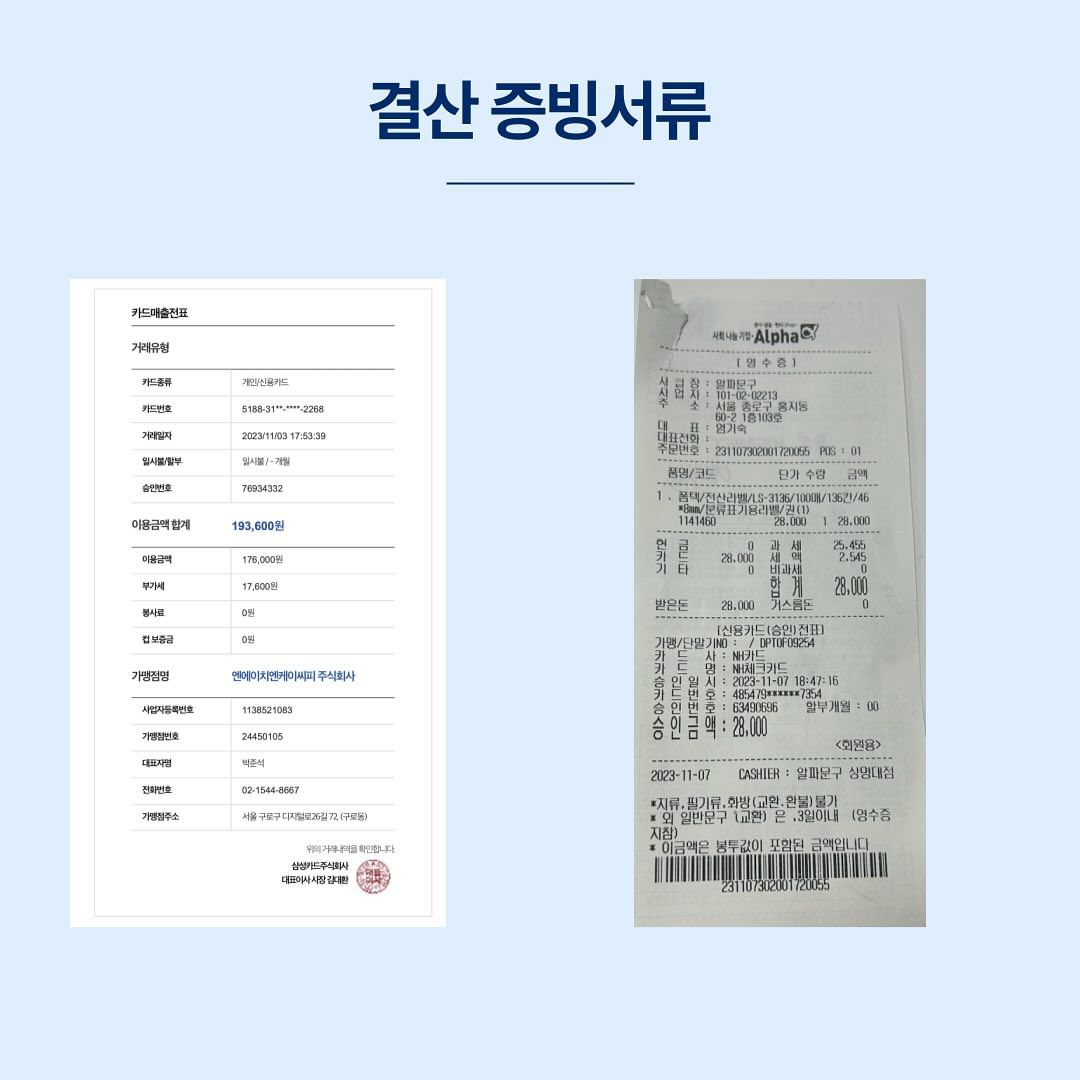 결산 증빙서류
카드매출전표
거래유형
카드종류 개인/신용카드
카드번호 5188-31**-****-2268
거래일자 2023/11/03 17:53:39
일시불/할부 일시불 / - 개월
승인번호 76934332
이용금액 합계 193,600원
이용금액 176,000원
부가세 17,600원
봉사료 0원
컵 보증금 0원
가맹점명 엔에이치엔케이씨피 주식회사
사업자등록번호 1138521083
가맹점번호 24450105
대표자명 박준석
전화번호 02-1544-8667
가맹점주소 서울 구로구 디지털로26길 72, (구로동)
위의 거래내역을 확인합니다.
삼성카드주식회사
대표이사 사장 김대환
대표
이사
사회 나눔 기업·Alpha
[ 영 수 증 ]
사 업 장 : 알파문구
사 업 자 : 101-02-02213
주 소 : 서울 종로구 홍지동
60-2 1층103호
대 표 : 염기숙
대표전화 :
주문번호 : 231107302001720055 POS : 01
품명/코드 단가 수량 금액
1 . 폼텍/전산라벨/LS-3136/100매/136칸/46
*8mm/분류표기용라벨/권(1)
1141460 28,000 1 28,000
현 금 0 과 세 25,455
카 드 28,000 세 액 2,545
기 타 0 비과세 0
합 계 28,000
받은돈 28,000 거스름돈 0
[신용카드(승인)전표]
가맹/단말기NO : / DPT0F09254
카 드 사 : NH카드
카 드 명 : NH체크카드
승 인 일 시 : 2023-11-07 18:47:16
카 드 번 호 : 485479******7354
승 인 번 호 : 63490696 할부개월 : 00
승 인 금 액 : 28,000
<회원용>
2023-11-07 CASHIER : 알파문구 상명대점
*지류,필기류,화방(교환.환불)불가
* 외 일반문구 (교환) 은 ,3일이내 (영수증
지참)
* 이금액은 봉투값이 포함된 금액입니다
231107302001720055